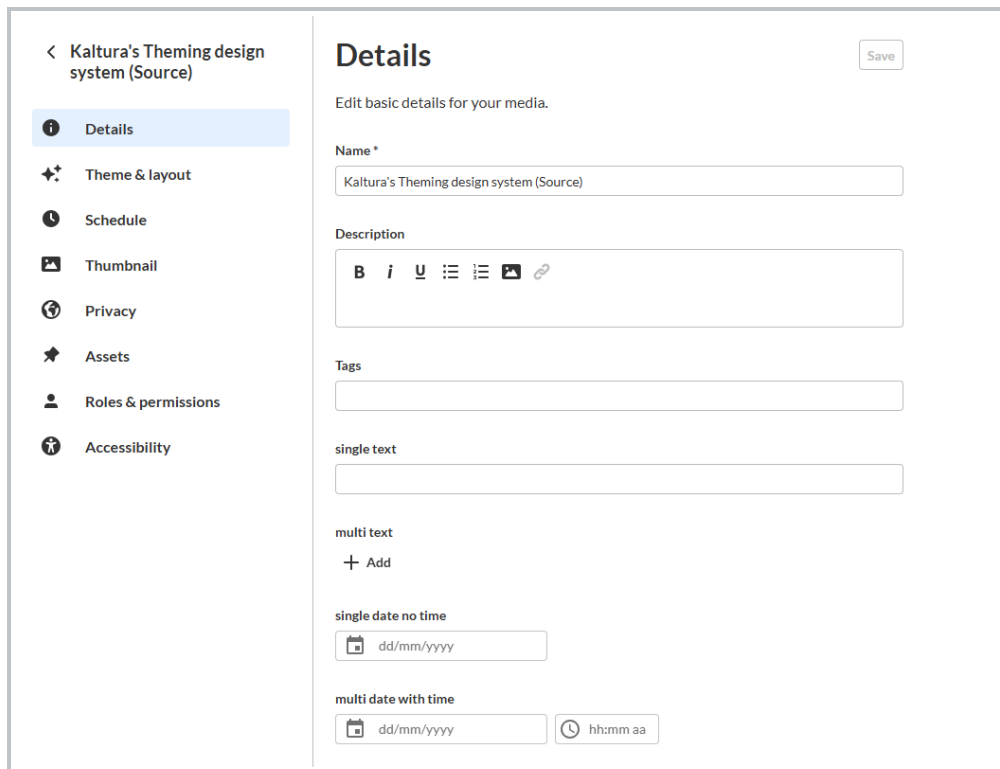 Kaltura's Theming design
system (Source)
Details
Theme & layout
Schedule
Thumbnail
Privacy
Assets
Roles & permissions
Accessibility
Details
Save
Edit basic details for your media.
Name *
Kaltura's Theming design system (Source)
Description
B i U
Tags
single text
multi text
Add
single date no time
dd/mm/yyyy
multi date with time
dd/mm/yyyy hh:mm aa